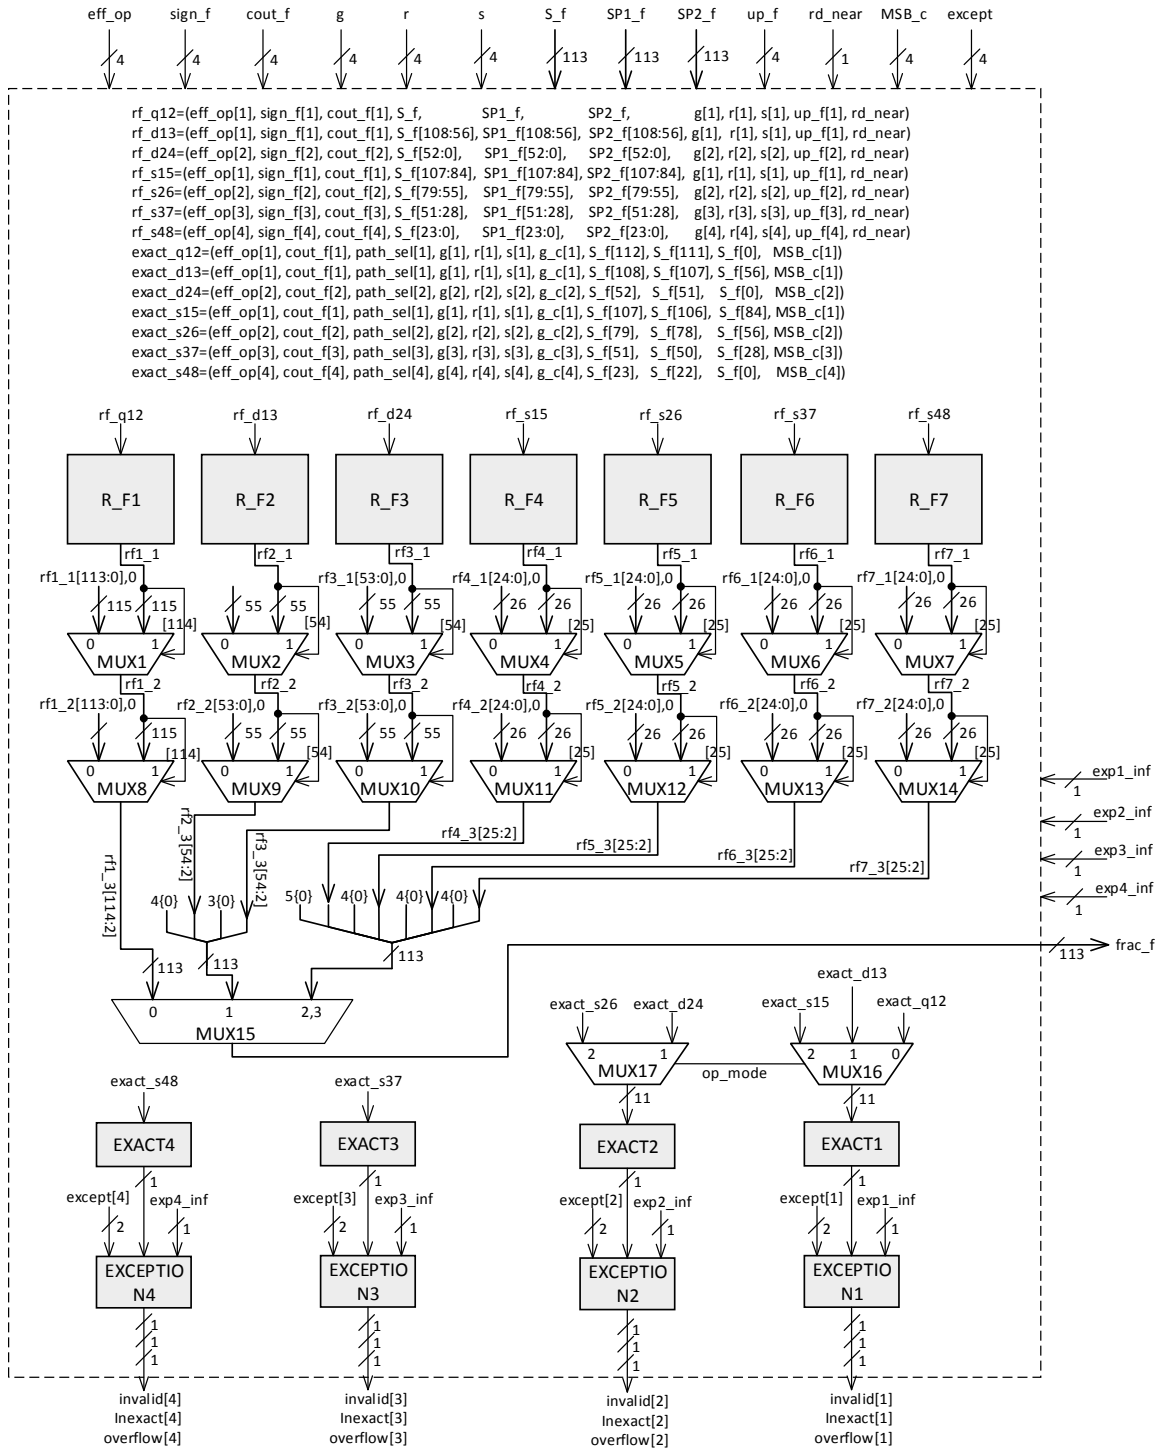 eff_op sign_f cout_f g r s S_f SP1_f SP2_f up_f rd_near MSB_c except
4 4 4 4 4 4 113 113 113 4 1 4 4
rf_q12=(eff_op[1], sign_f[1], cout_f[1], S_f, SP1_f, SP2_f, g[1], r[1], s[1], up_f[1], rd_near)
rf_d13=(eff_op[1], sign_f[1], cout_f[1], S_f[108:56], SP1_f[108:56], SP2_f[108:56], g[1], r[1], s[1], up_f[1], rd_near)
rf_d24=(eff_op[2], sign_f[2], cout_f[2], S_f[52:0], SP1_f[52:0], SP2_f[52:0], g[2], r[2], s[2], up_f[2], rd_near)
rf_s15=(eff_op[1], sign_f[1], cout_f[1], S_f[107:84], SP1_f[107:84], SP2_f[107:84], g[1], r[1], s[1], up_f[1], rd_near)
rf_s26=(eff_op[2], sign_f[2], cout_f[2], S_f[79:55], SP1_f[79:55], SP2_f[79:55], g[2], r[2], s[2], up_f[2], rd_near)
rf_s37=(eff_op[3], sign_f[3], cout_f[3], S_f[51:28], SP1_f[51:28], SP2_f[51:28], g[3], r[3], s[3], up_f[3], rd_near)
rf_s48=(eff_op[4], sign_f[4], cout_f[4], S_f[23:0], SP1_f[23:0], SP2_f[23:0], g[4], r[4], s[4], up_f[4], rd_near)
exact_q12=(eff_op[1], cout_f[1], path_sel[1], g[1], r[1], s[1], g_c[1], S_f[112], S_f[111], S_f[0], MSB_c[1])
exact_d13=(eff_op[1], cout_f[1], path_sel[1], g[1], r[1], s[1], g_c[1], S_f[108], S_f[107], S_f[56], MSB_c[1])
exact_d24=(eff_op[2], cout_f[2], path_sel[2], g[2], r[2], s[2], g_c[2], S_f[52], S_f[51], S_f[0], MSB_c[2])
exact_s15=(eff_op[1], cout_f[1], path_sel[1], g[1], r[1], s[1], g_c[1], S_f[107], S_f[106], S_f[84], MSB_c[1])
exact_s26=(eff_op[2], cout_f[2], path_sel[2], g[2], r[2], s[2], g_c[2], S_f[79], S_f[78], S_f[56], MSB_c[2])
exact_s37=(eff_op[3], cout_f[3], path_sel[3], g[3], r[3], s[3], g_c[3], S_f[51], S_f[50], S_f[28], MSB_c[3])
exact_s48=(eff_op[4], cout_f[4], path_sel[4], g[4], r[4], s[4], g_c[4], S_f[23], S_f[22], S_f[0], MSB_c[4])
rf_q12 rf_d13 rf_d24 rf_s15 rf_s26 rf_s37 rf_s48
R_F1 R_F2 R_F3 R_F4 R_F5 R_F6 R_F7
rf1_1 rf2_1 rf3_1 rf4_1 rf5_1 rf6_1 rf7_1
rf1_1[113:0],0 rf3_1[53:0],0 rf4_1[24:0],0 rf5_1[24:0],0 rf6_1[24:0],0 rf7_1[24:0],0
115 115 55 55 55 55 26 26 26 26 26 26 26 26
[114] [54] [54] [25] [25] [25] [25]
0 1 0 1 0 1 0 1 0 1 0 1 0 1
MUX1 MUX2 MUX3 MUX4 MUX5 MUX6 MUX7
rf1_2 rf2_2 rf3_2 rf4_2 rf5_2 rf6_2 rf7_2
rf1_2[113:0],0 rf2_2[53:0],0 rf3_2[53:0],0 rf4_2[24:0],0 rf5_2[24:0],0 rf6_2[24:0],0 rf7_2[24:0],0
115 55 55 55 55 26 26 26 26 26 26 26 26
[114] [54] [54] [25] [25] [25] [25]
0 1 0 1 0 1 0 1 0 1 0 1 0 1
MUX8 MUX9 MUX10 MUX11 MUX12 MUX13 MUX14
exp1_inf
1
exp2_inf
1
exp3_inf
1
exp4_inf
1
rf1_3[114:2]
rf2_3[54:2]
rf3_3[54:2]
rf4_3[25:2]
rf5_3[25:2]
rf6_3[25:2]
rf7_3[25:2]
4{0} 3{0} 5{0} 4{0} 4{0} 4{0}
113 113 113
113 frac_f
0 1 2,3
MUX15
exact_s26 exact_d24 exact_s15 exact_d13 exact_q12
2 1 2 1 0
MUX17 op_mode MUX16
11 11
exact_s48 exact_s37
EXACT4 EXACT3 EXACT2 EXACT1
1 1 1 1
except[4] exp4_inf except[3] exp3_inf except[2] exp2_inf except[1] exp1_inf
2 1 2 1 2 1 2 1
EXCEPTIO EXCEPTIO EXCEPTIO EXCEPTIO
N4 N3 N2 N1
1 1 1 1
1 1 1 1
1 1 1 1
invalid[4] invalid[3] invalid[2] invalid[1]
Inexact[4] Inexact[3] Inexact[2] Inexact[1]
overflow[4] overflow[3] overflow[2] overflow[1]